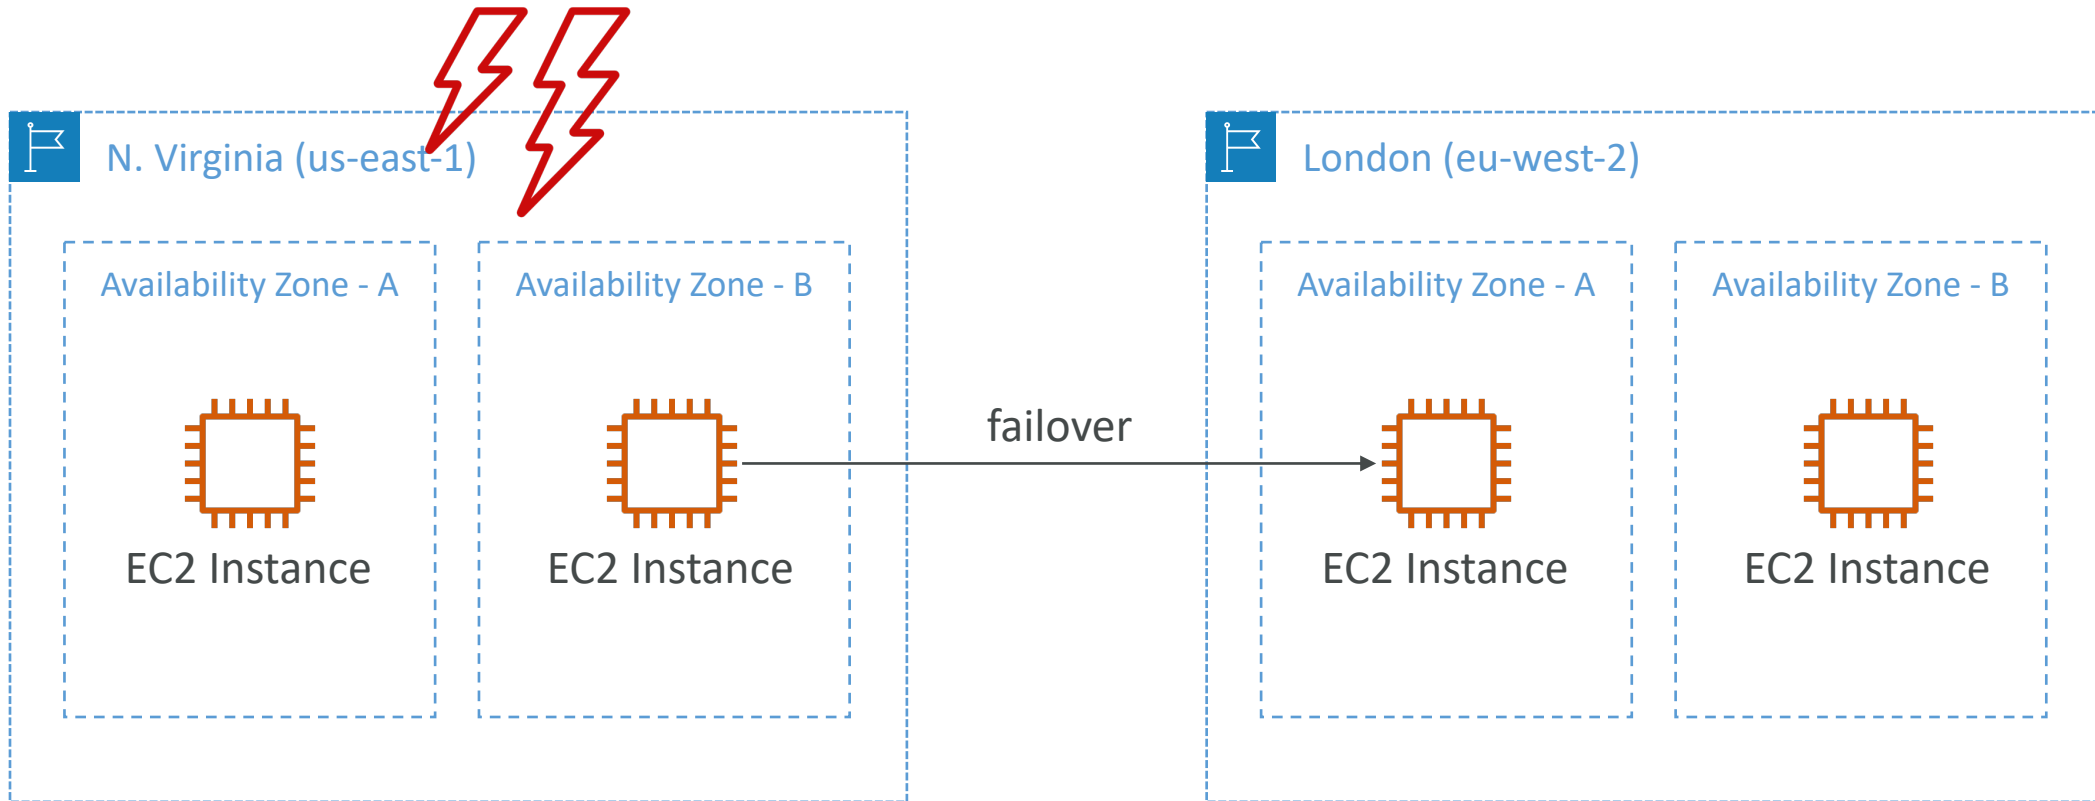 N. Virginia (us-east-1)
London (eu-west-2)
Availability Zone - A
Availability Zone - B
Availability Zone - A
Availability Zone - B
failover
EC2 Instance
EC2 Instance
EC2 Instance
EC2 Instance